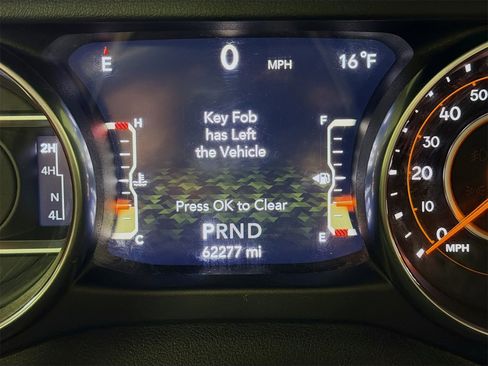 E 0 MPH 16°F
Key Fob
has Left
the Vehicle
H
F
2H
4H
N
4L
C
E
Press OK to Clear
PRND
62277 mi
50
40
30
20
10
0
MPH